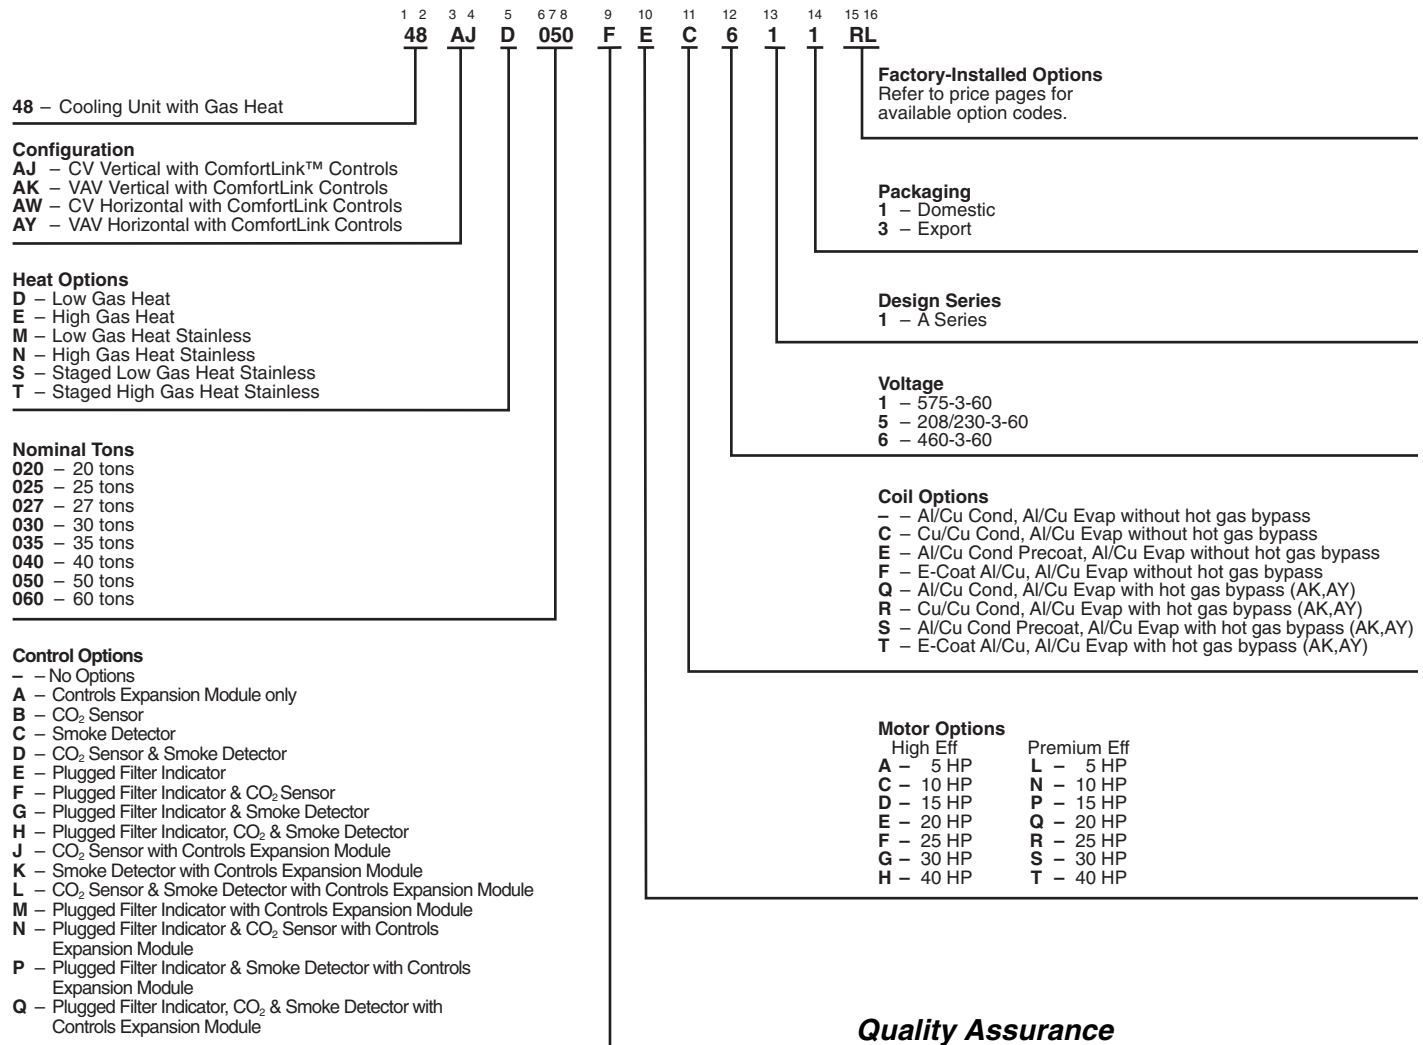 1 2 3 4 5 6 7 8 9 10 11 12 13 14 15 16
48 AJ D 050 F E C 6 1 1 RL
48 – Cooling Unit with Gas Heat
Configuration
AJ – CV Vertical with ComfortLink™ Controls
AK – VAV Vertical with ComfortLink Controls
AW – CV Horizontal with ComfortLink Controls
AY – VAV Horizontal with ComfortLink Controls
Heat Options
D – Low Gas Heat
E – High Gas Heat
M – Low Gas Heat Stainless
N – High Gas Heat Stainless
S – Staged Low Gas Heat Stainless
T – Staged High Gas Heat Stainless
Nominal Tons
020 – 20 tons
025 – 25 tons
027 – 27 tons
030 – 30 tons
035 – 35 tons
040 – 40 tons
050 – 50 tons
060 – 60 tons
Control Options
– – No Options
A – Controls Expansion Module only
B – CO₂ Sensor
C – Smoke Detector
D – CO₂ Sensor & Smoke Detector
E – Plugged Filter Indicator
F – Plugged Filter Indicator & CO₂ Sensor
G – Plugged Filter Indicator & Smoke Detector
H – Plugged Filter Indicator, CO₂ & Smoke Detector
J – CO₂ Sensor with Controls Expansion Module
K – Smoke Detector with Controls Expansion Module
L – CO₂ Sensor & Smoke Detector with Controls Expansion Module
M – Plugged Filter Indicator with Controls Expansion Module
N – Plugged Filter Indicator & CO₂ Sensor with Controls
Expansion Module
P – Plugged Filter Indicator & Smoke Detector with Controls
Expansion Module
Q – Plugged Filter Indicator, CO₂ & Smoke Detector with
Controls Expansion Module
Factory-Installed Options
Refer to price pages for
available option codes.
Packaging
1 – Domestic
3 – Export
Design Series
1 – A Series
Voltage
1 – 575-3-60
5 – 208/230-3-60
6 – 460-3-60
Coil Options
– – Al/Cu Cond, Al/Cu Evap without hot gas bypass
C – Cu/Cu Cond, Al/Cu Evap without hot gas bypass
E – Al/Cu Cond Precoat, Al/Cu Evap without hot gas bypass
F – E-Coat Al/Cu, Al/Cu Evap without hot gas bypass
Q – Al/Cu Cond, Al/Cu Evap with hot gas bypass (AK,AY)
R – Cu/Cu Cond, Al/Cu Evap with hot gas bypass (AK,AY)
S – Al/Cu Cond Precoat, Al/Cu Evap with hot gas bypass (AK,AY)
T – E-Coat Al/Cu, Al/Cu Evap with hot gas bypass (AK,AY)
Motor Options
High Eff Premium Eff
A – 5 HP L – 5 HP
C – 10 HP N – 10 HP
D – 15 HP P – 15 HP
E – 20 HP Q – 20 HP
F – 25 HP R – 25 HP
G – 30 HP S – 30 HP
H – 40 HP T – 40 HP
Quality Assurance